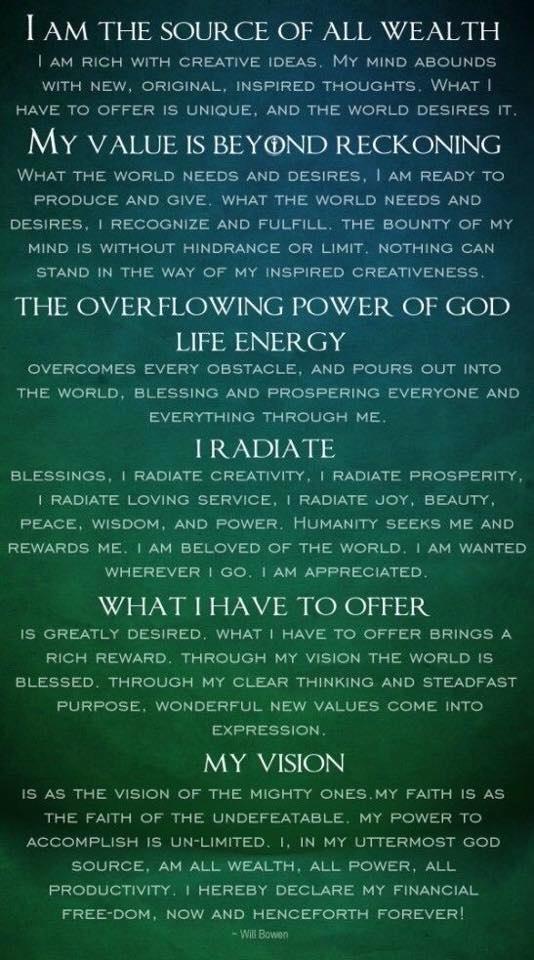 I AM THE SOURCE OF ALL WEALTH
I AM RICH WITH CREATIVE IDEAS. MY MIND ABOUNDS
WITH NEW, ORIGINAL, INSPIRED THOUGHTS. WHAT I
HAVE TO OFFER IS UNIQUE, AND THE WORLD DESIRES IT.
MY VALUE IS BEYOND RECKONING
WHAT THE WORLD NEEDS AND DESIRES, I AM READY TO
PRODUCE AND GIVE. WHAT THE WORLD NEEDS AND
DESIRES, I RECOGNIZE AND FULFILL. THE BOUNTY OF MY
MIND IS WITHOUT HINDRANCE OR LIMIT. NOTHING CAN
STAND IN THE WAY OF MY INSPIRED CREATIVENESS.
THE OVERFLOWING POWER OF GOD
LIFE ENERGY
OVERCOMES EVERY OBSTACLE, AND POURS OUT INTO
THE WORLD, BLESSING AND PROSPERING EVERYONE AND
EVERYTHING THROUGH ME.
I RADIATE
BLESSINGS, I RADIATE CREATIVITY, I RADIATE PROSPERITY,
I RADIATE LOVING SERVICE, I RADIATE JOY, BEAUTY,
PEACE, WISDOM, AND POWER. HUMANITY SEEKS ME AND
REWARDS ME. I AM BELOVED OF THE WORLD. I AM WANTED
WHEREVER I GO. I AM APPRECIATED.
WHAT I HAVE TO OFFER
IS GREATLY DESIRED. WHAT I HAVE TO OFFER BRINGS A
RICH REWARD. THROUGH MY VISION THE WORLD IS
BLESSED. THROUGH MY CLEAR THINKING AND STEADFAST
PURPOSE, WONDERFUL NEW VALUES COME INTO
EXPRESSION.
MY VISION
IS AS THE VISION OF THE MIGHTY ONES.MY FAITH IS AS
THE FAITH OF THE UNDEFEATABLE. MY POWER TO
ACCOMPLISH IS UN-LIMITED. I, IN MY UTTERMOST GOD
SOURCE, AM ALL WEALTH, ALL POWER, ALL
PRODUCTIVITY. I HEREBY DECLARE MY FINANCIAL
FREE-DOM, NOW AND HENCEFORTH FOREVER!
~ Will Bowen